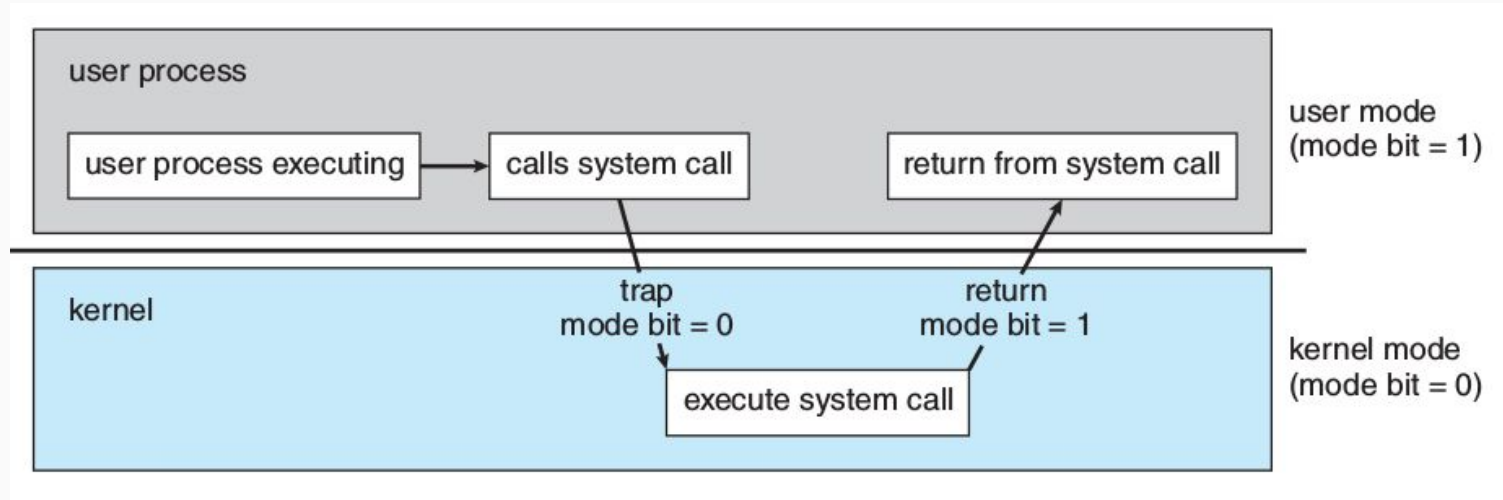 user process
user process executing
calls system call
return from system call
user mode
(mode bit = 1)
kernel
trap
mode bit = 0
return
mode bit = 1
execute system call
kernel mode
(mode bit = 0)